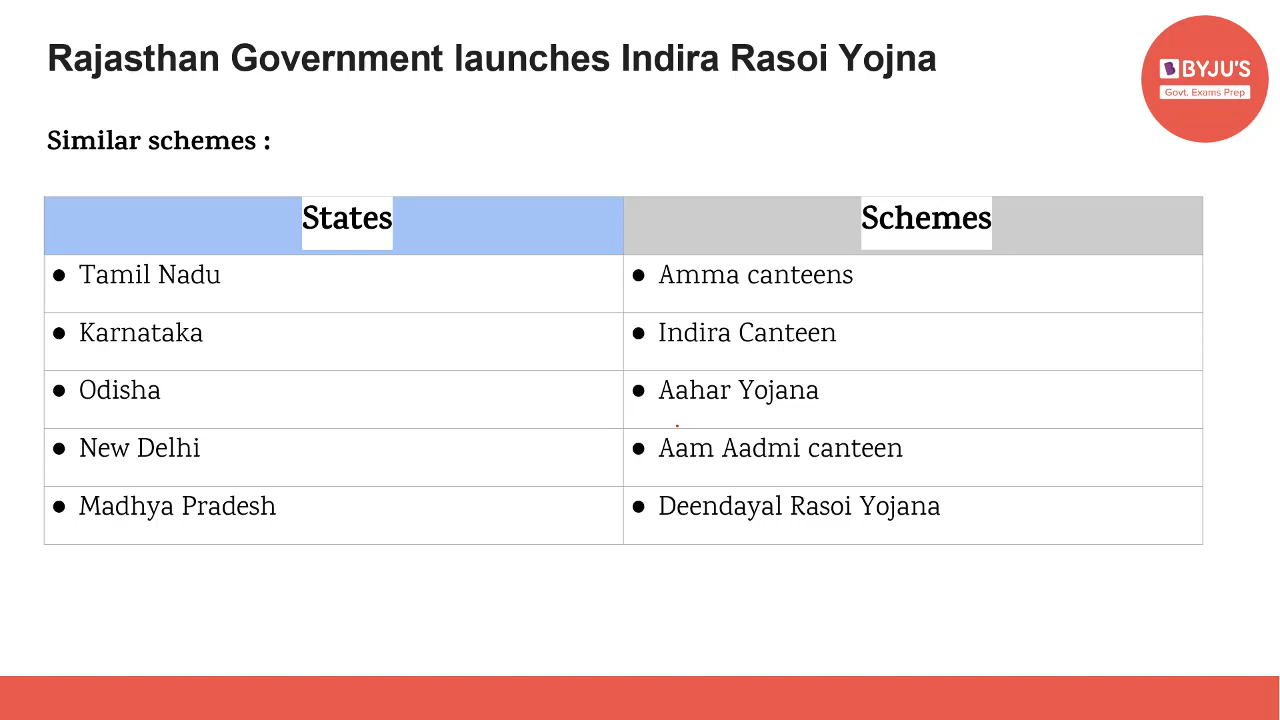 Rajasthan Government launches Indira Rasoi Yojna
BYJU'S
Govt. Exams Prep
Similar schemes :
States Schemes
● Tamil Nadu ● Amma canteens
● Karnataka ● Indira Canteen
● Odisha ● Aahar Yojana
● New Delhi ● Aam Aadmi canteen
● Madhya Pradesh ● Deendayal Rasoi Yojana